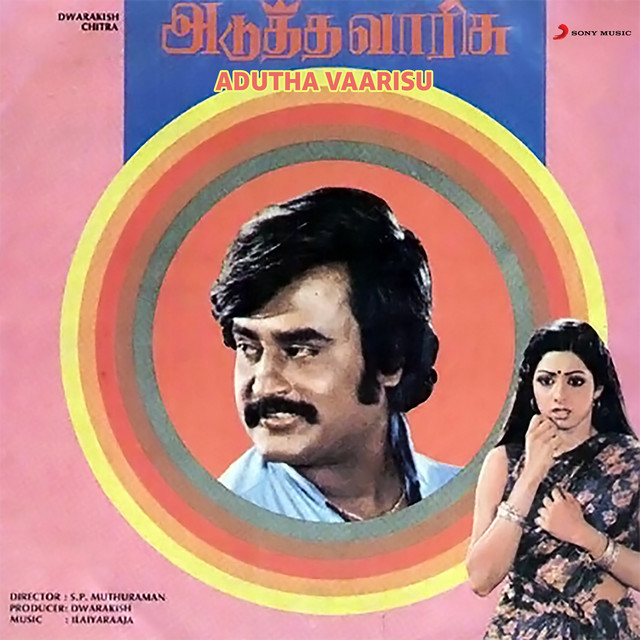 DWARAKISH
CHITRA
அடுத்த வாரிசு
SONY MUSIC
ADUTHA VAARISU
DIRECTOR : S.P. MUTHURAMAN
PRODUCER: DWARAKISH
MUSIC : ILAIYARAAJA